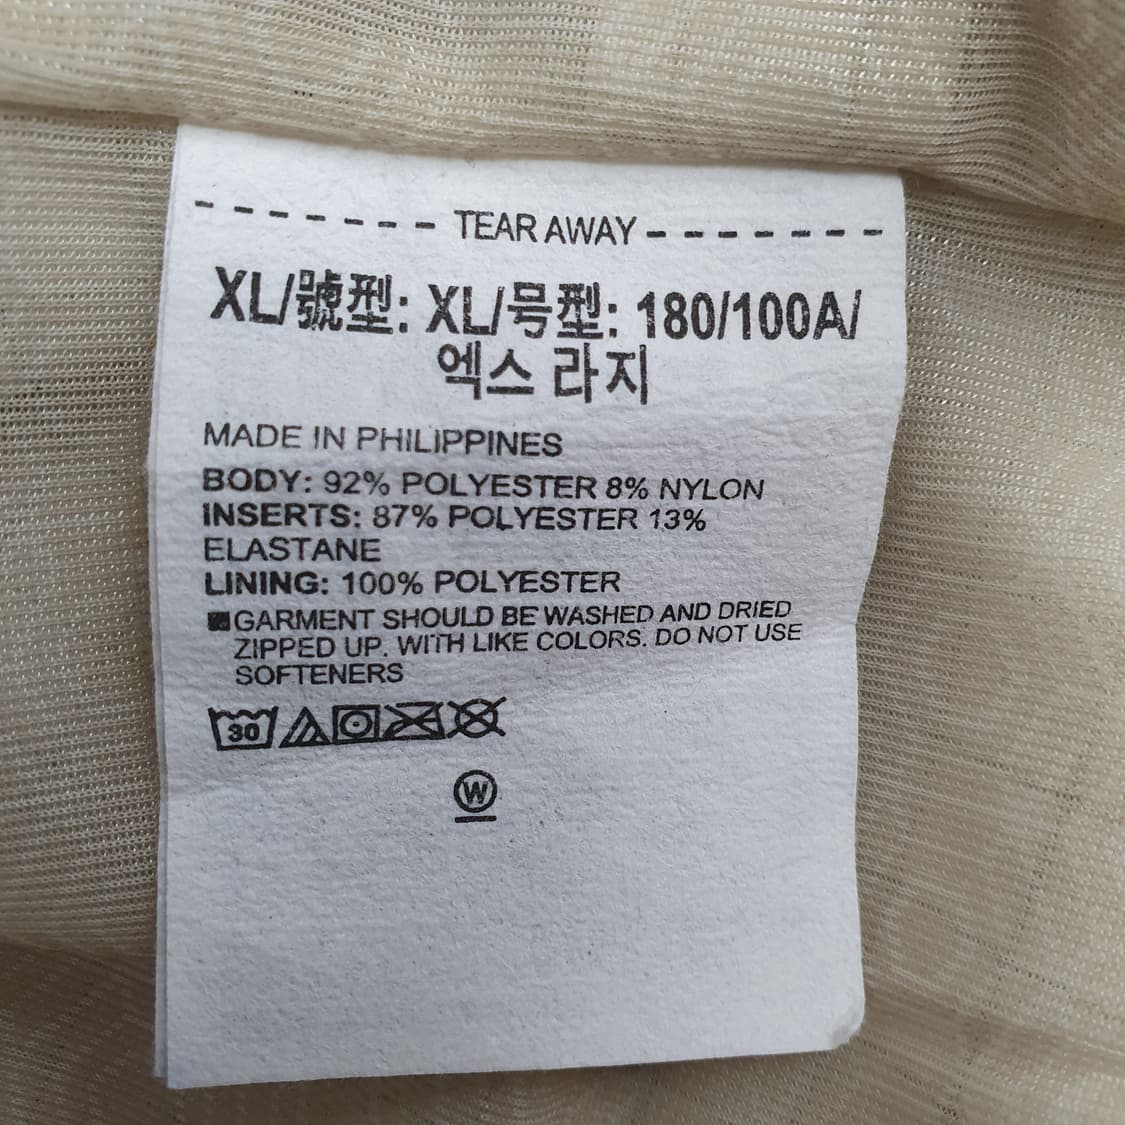 TEAR AWAY
XL/號型: XL/号型: 180/100A/
엑스 라지
MADE IN PHILIPPINES
BODY: 92% POLYESTER 8% NYLON
INSERTS: 87% POLYESTER 13%
ELASTANE
LINING: 100% POLYESTER
GARMENT SHOULD BE WASHED AND DRIED
ZIPPED UP. WITH LIKE COLORS. DO NOT USE
SOFTENERS
30
W